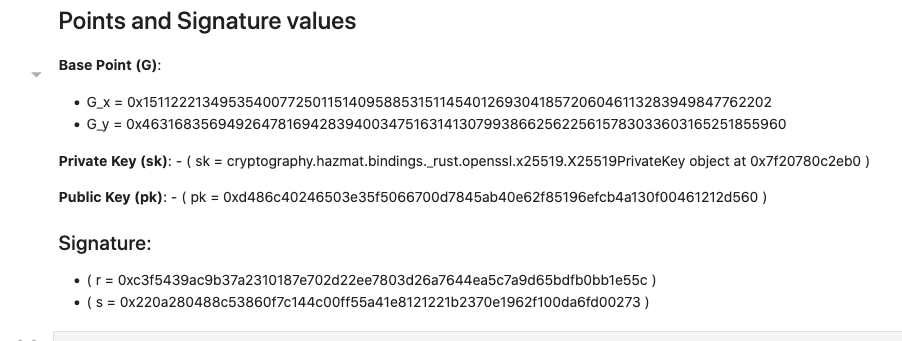 Points and Signature values
Base Point (G):
• G_x = 0x15112221349535400772501151409588531511454012693041857206046113283949847762202
• G_y = 0x46316835694926478169428394003475163141307993866256225615783033603165251855960
Private Key (sk): - ( sk = cryptography.hazmat.bindings._rust.openssl.x25519.X25519PrivateKey object at 0x7f20780c2eb0 )
Public Key (pk): - ( pk = 0xd486c40246503e35f5066700d7845ab40e62f85196efcb4a130f00461212d560 )
Signature:
• ( r = 0xc3f5439ac9b37a2310187e702d22ee7803d26a7644ea5c7a9d65bdfb0bb1e55c )
• ( s = 0x220a280488c53860f7c144c00ff55a41e8121221b2370e1962f100da6fd00273 )